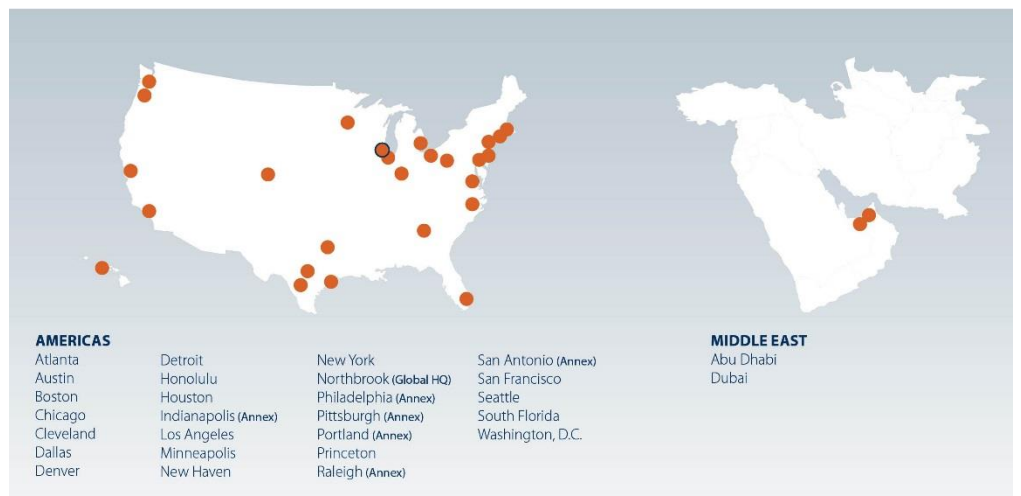 AMERICAS
Atlanta
Austin
Boston
Chicago
Cleveland
Dallas
Denver
Detroit
Honolulu
Houston
Indianapolis (Annex)
Los Angeles
Minneapolis
New Haven
New York
Northbrook (Global HQ)
Philadelphia (Annex)
Pittsburgh (Annex)
Portland (Annex)
Princeton
Raleigh (Annex)
San Antonio (Annex)
San Francisco
Seattle
South Florida
Washington, D.C.
MIDDLE EAST
Abu Dhabi
Dubai